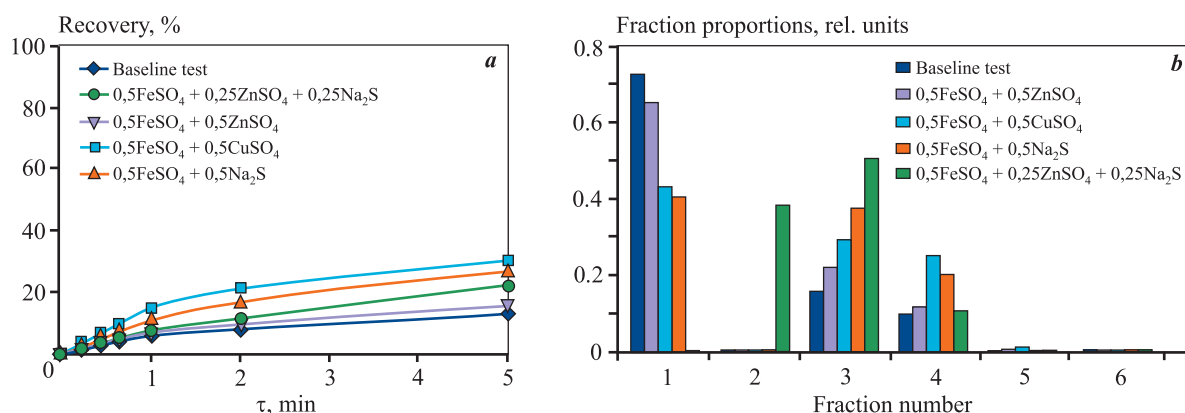 Recovery, %
100
80
60
40
20
0
a
Baseline test
0,5FeSO₄ + 0,25ZnSO₄ + 0,25Na₂S
0,5FeSO₄ + 0,5ZnSO₄
0,5FeSO₄ + 0,5CuSO₄
0,5FeSO₄ + 0,5Na₂S
1 2 5
τ, min
Fraction proportions, rel. units
0.8
0.6
0.4
0.2
0
b
Baseline test
0,5FeSO₄ + 0,5ZnSO₄
0,5FeSO₄ + 0,5CuSO₄
0,5FeSO₄ + 0,5Na₂S
0,5FeSO₄ + 0,25ZnSO₄ + 0,25Na₂S
1 2 3 4 5 6
Fraction number